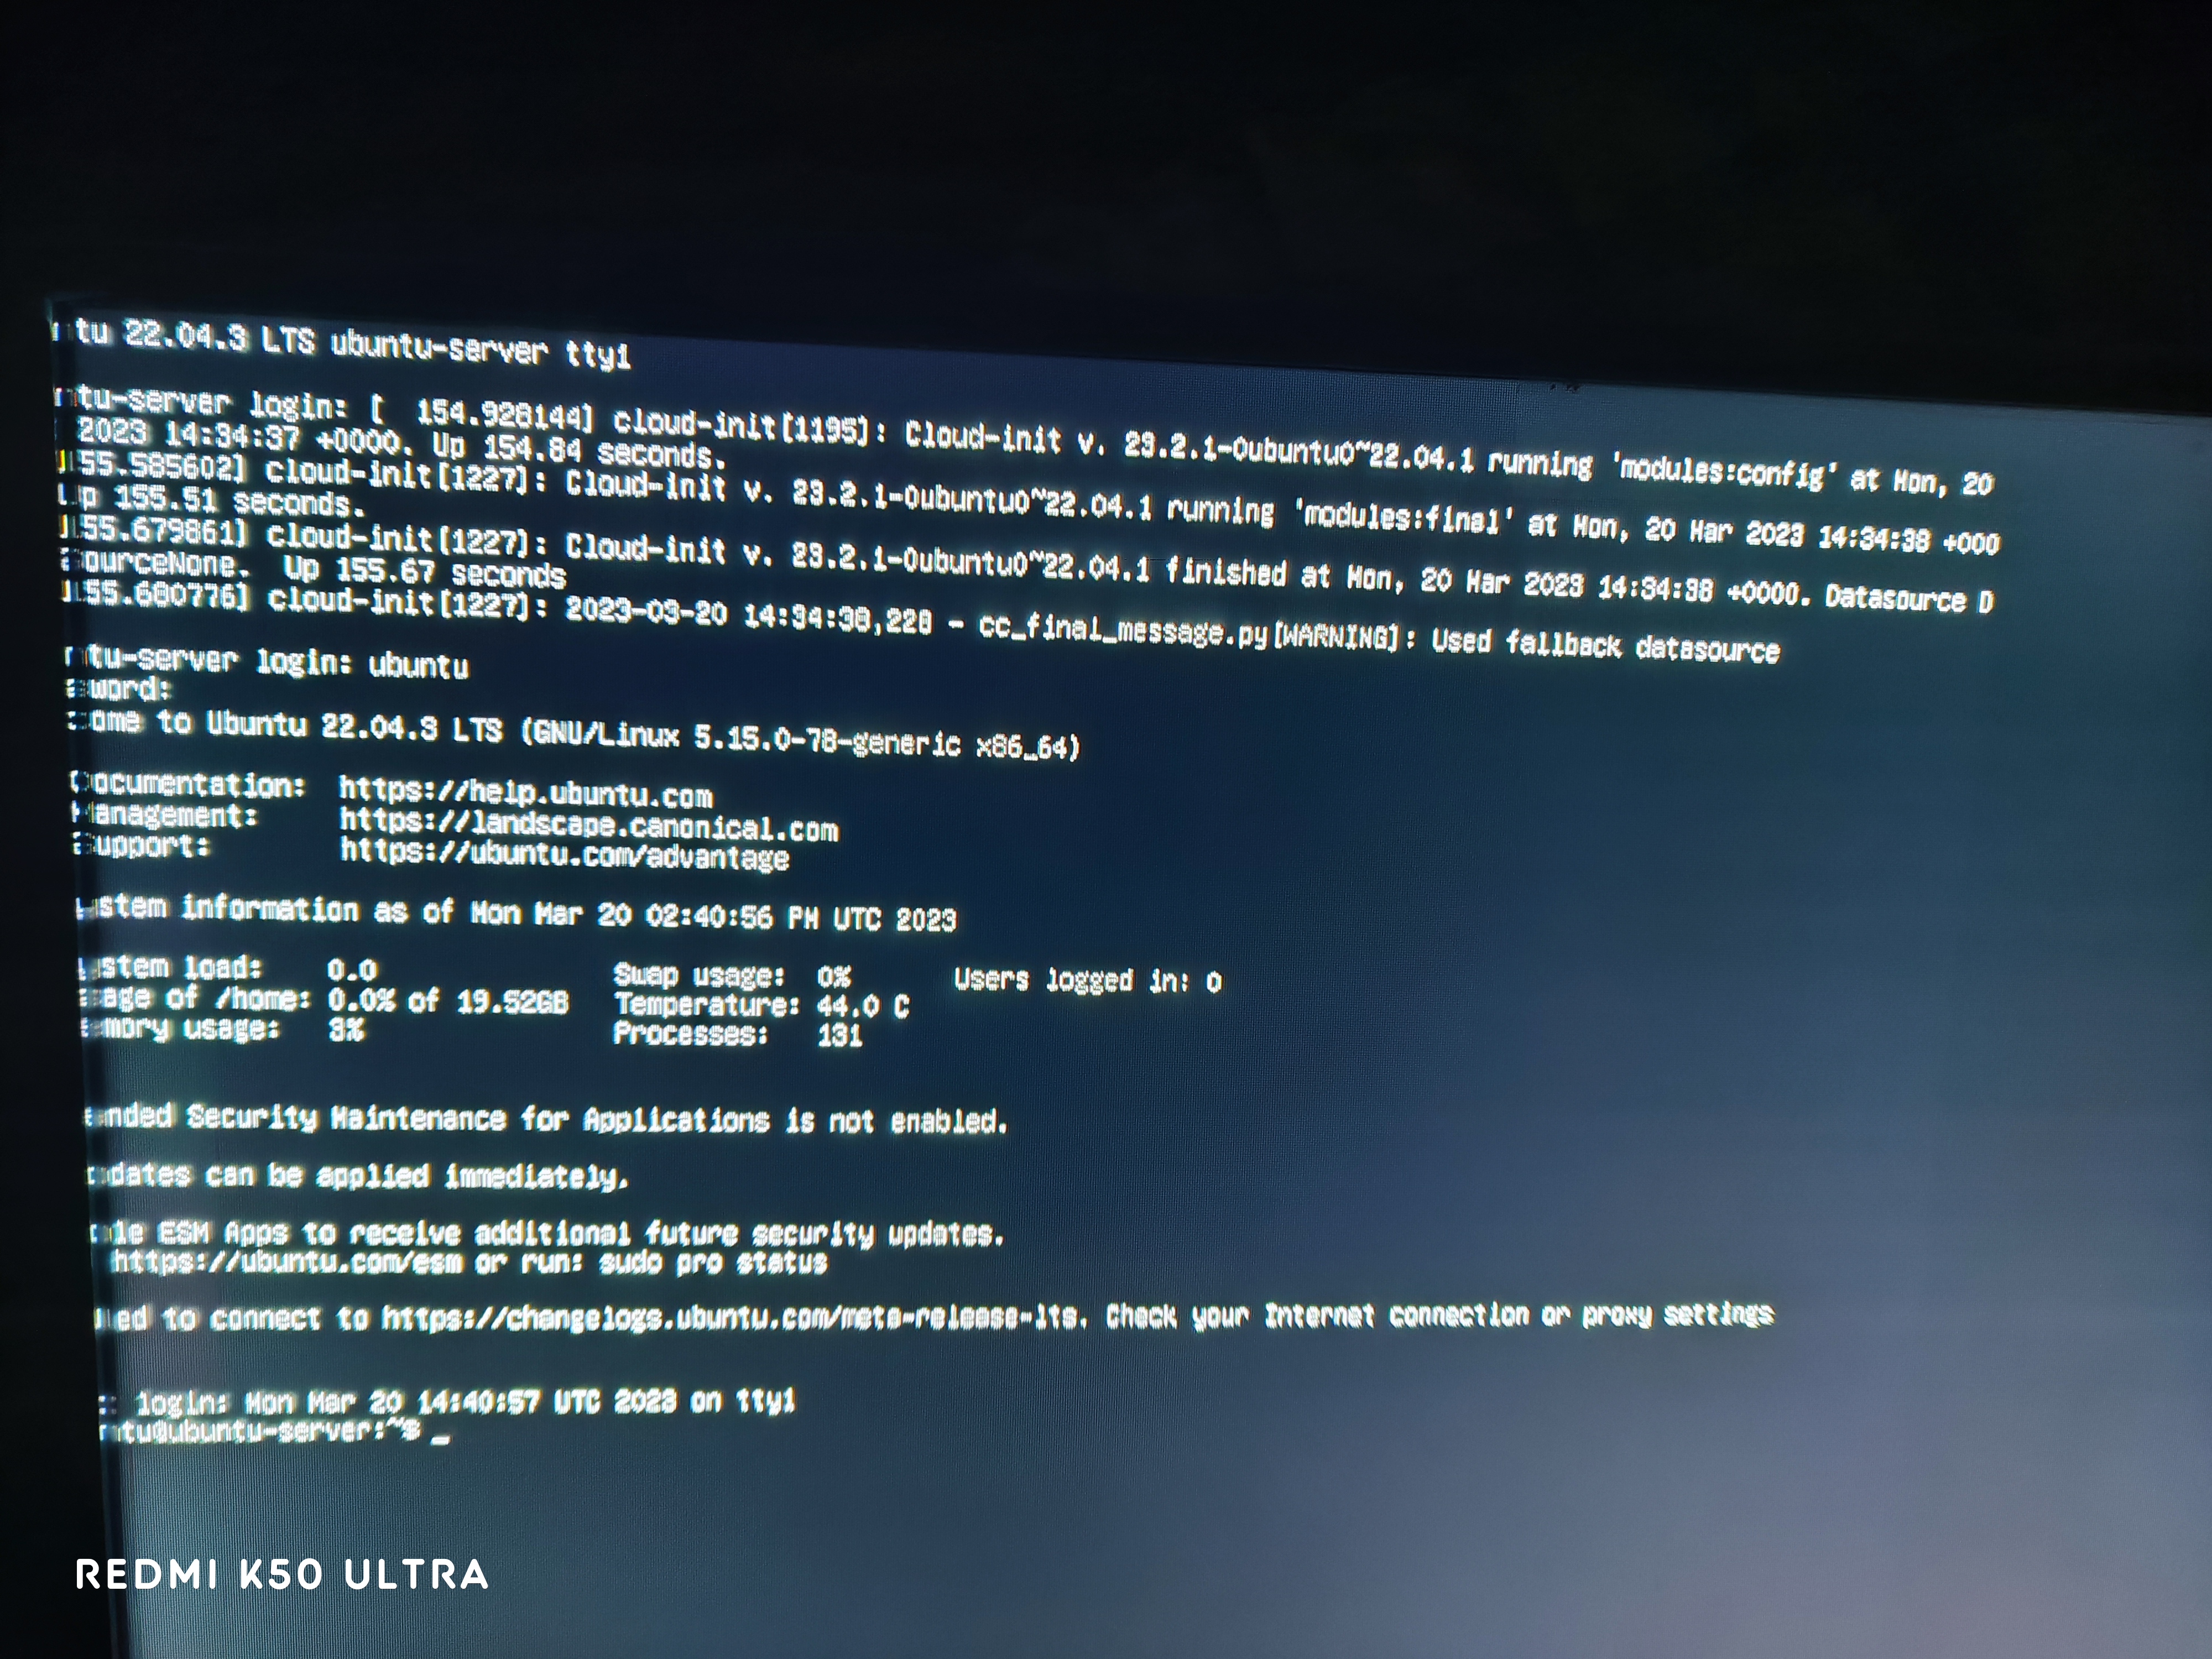 tu 22.04.3 LTS ubuntu-server tty1
tu-server login: [  154.928144] cloud-init[1195]: Cloud-init v. 23.2.1-0ubuntu0~22.04.1 running 'modules:config' at Mon, 20
2023 14:34:37 +0000. Up 154.84 seconds.
55.585602] cloud-init[1227]: Cloud-init v. 23.2.1-0ubuntu0~22.04.1 running 'modules:final' at Mon, 20 Mar 2023 14:34:38 +000
p 155.51 seconds.
55.679861] cloud-init[1227]: Cloud-init v. 23.2.1-0ubuntu0~22.04.1 finished at Mon, 20 Mar 2023 14:34:38 +0000. Datasource D
ourceNone.  Up 155.67 seconds
55.680776] cloud-init[1227]: 2023-03-20 14:34:38,228 - cc_final_message.py[WARNING]: Used fallback datasource
tu-server login: ubuntu
word:
ome to Ubuntu 22.04.3 LTS (GNU/Linux 5.15.0-78-generic x86_64)
Documentation:  https://help.ubuntu.com
Management:     https://landscape.canonical.com
Support:        https://ubuntu.com/advantage
stem information as of Mon Mar 20 02:40:56 PM UTC 2023
stem load:    0.0               Swap usage:  0%       Users logged in: 0
age of /home: 0.0% of 19.52GB   Temperature: 44.0 C
mory usage:   3%                Processes:   131
nded Security Maintenance for Applications is not enabled.
dates can be applied immediately.
le ESM Apps to receive additional future security updates.
https://ubuntu.com/esm or run: sudo pro status
ed to connect to https://changelogs.ubuntu.com/meta-release-lts. Check your Internet connection or proxy settings
login: Mon Mar 20 14:40:57 UTC 2023 on tty1
tu@ubuntu-server:~$ _
REDMI K50 ULTRA